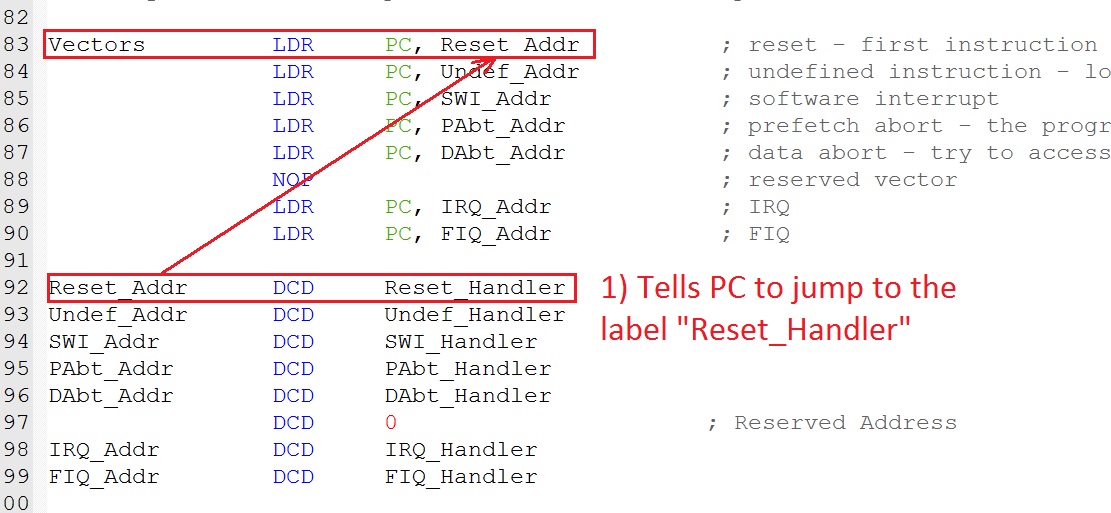 82
83 Vectors LDR PC, Reset_Addr ; reset - first instruction
84 LDR PC, Undef_Addr ; undefined instruction - lo
85 LDR PC, SWI_Addr ; software interrupt
86 LDR PC, PAbt_Addr ; prefetch abort - the progr
87 LDR PC, DAbt_Addr ; data abort - try to access
88 NOP ; reserved vector
89 LDR PC, IRQ_Addr ; IRQ
90 LDR PC, FIQ_Addr ; FIQ
91
92 Reset_Addr DCD Reset_Handler
93 Undef_Addr DCD Undef_Handler
94 SWI_Addr DCD SWI_Handler
95 PAbt_Addr DCD PAbt_Handler
96 DAbt_Addr DCD DAbt_Handler
97 DCD 0 ; Reserved Address
98 IRQ_Addr DCD IRQ_Handler
99 FIQ_Addr DCD FIQ_Handler
00
1) Tells PC to jump to the
label "Reset_Handler"